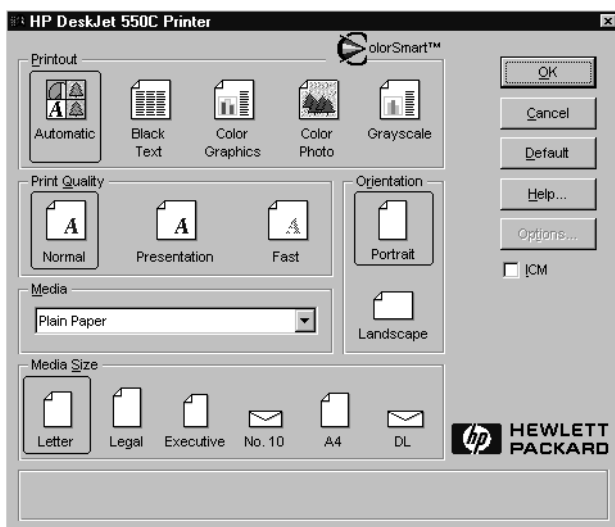 HP DeskJet 550C Printer
ColorSmart™
Printout
Automatic
Black
Text
Color
Graphics
Color
Photo
Grayscale
Print Quality
Normal
Presentation
Fast
Orientation
Portrait
Landscape
Media
Plain Paper
Media Size
Letter
Legal
Executive
No. 10
A4
DL
OK
Cancel
Default
Help...
Options...
ICM
hp
HEWLETT
PACKARD